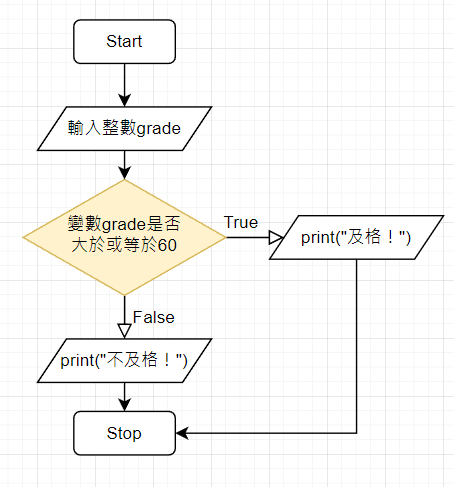 Start
輸入整數grade
變數grade是否
大於或等於60
True
print("及格！")
False
print("不及格！")
Stop